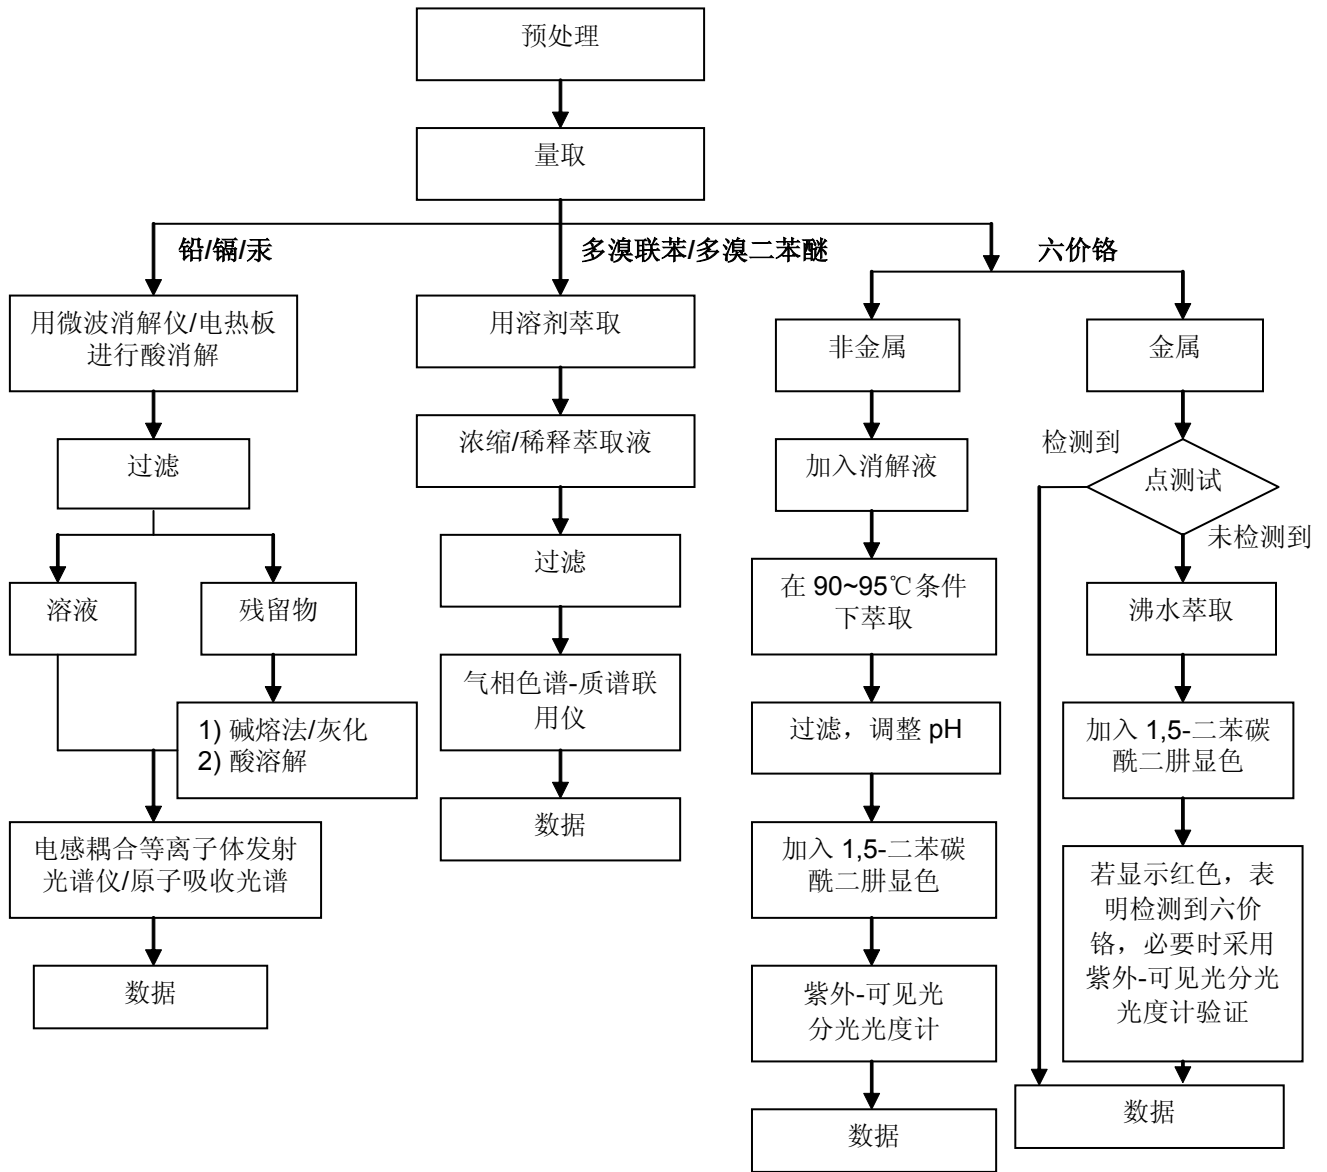 预处理
量取
铅/镉/汞
多溴联苯/多溴二苯醚
六价铬
用微波消解仪/电热板
进行酸消解
过滤
溶液
残留物
1) 碱熔法/灰化
2) 酸溶解
电感耦合等离子体发射
光谱仪/原子吸收光谱
数据
用溶剂萃取
浓缩/稀释萃取液
过滤
气相色谱-质谱联
用仪
数据
非金属
加入消解液
在 90~95℃条件
下萃取
过滤，调整 pH
加入 1,5-二苯碳
酰二肼显色
紫外-可见光
分光光度计
数据
金属
检测到
点测试
未检测到
沸水萃取
加入 1,5-二苯碳
酰二肼显色
若显示红色，表
明检测到六价
铬，必要时采用
紫外-可见光分光
光度计验证
数据